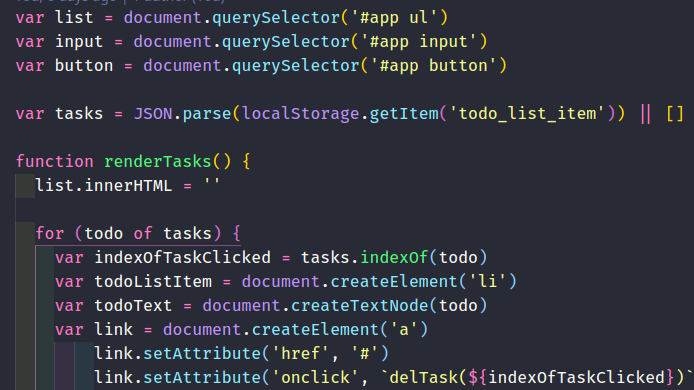 var list = document.querySelector('#app ul')
var input = document.querySelector('#app input')
var button = document.querySelector('#app button')
var tasks = JSON.parse(localStorage.getItem('todo_list_item')) || []
function renderTasks() {
list.innerHTML = ''
for (todo of tasks) {
var indexOfTaskClicked = tasks.indexOf(todo)
var todoListItem = document.createElement('li')
var todoText = document.createTextNode(todo)
var link = document.createElement('a')
link.setAttribute('href', '#')
link.setAttribute('onclick', `delTask(${indexOfTaskClicked})`